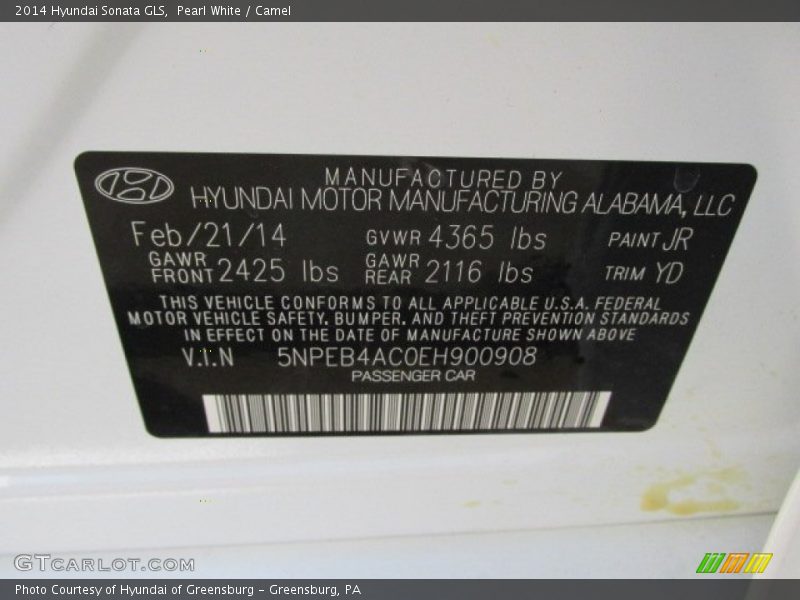 2014 Hyundai Sonata GLS, Pearl White / Camel
MANUFACTURED BY
HYUNDAI MOTOR MANUFACTURING ALABAMA, LLC
Feb/21/14 GVWR 4365 lbs PAINT JR
GAWR FRONT 2425 lbs GAWR REAR 2116 lbs TRIM YD
THIS VEHICLE CONFORMS TO ALL APPLICABLE U.S.A. FEDERAL
MOTOR VEHICLE SAFETY, BUMPER, AND THEFT PREVENTION STANDARDS
IN EFFECT ON THE DATE OF MANUFACTURE SHOWN ABOVE
V.I.N 5NPEB4AC0EH900908
PASSENGER CAR
GTCARLOT.COM
Photo Courtesy of Hyundai of Greensburg - Greensburg, PA